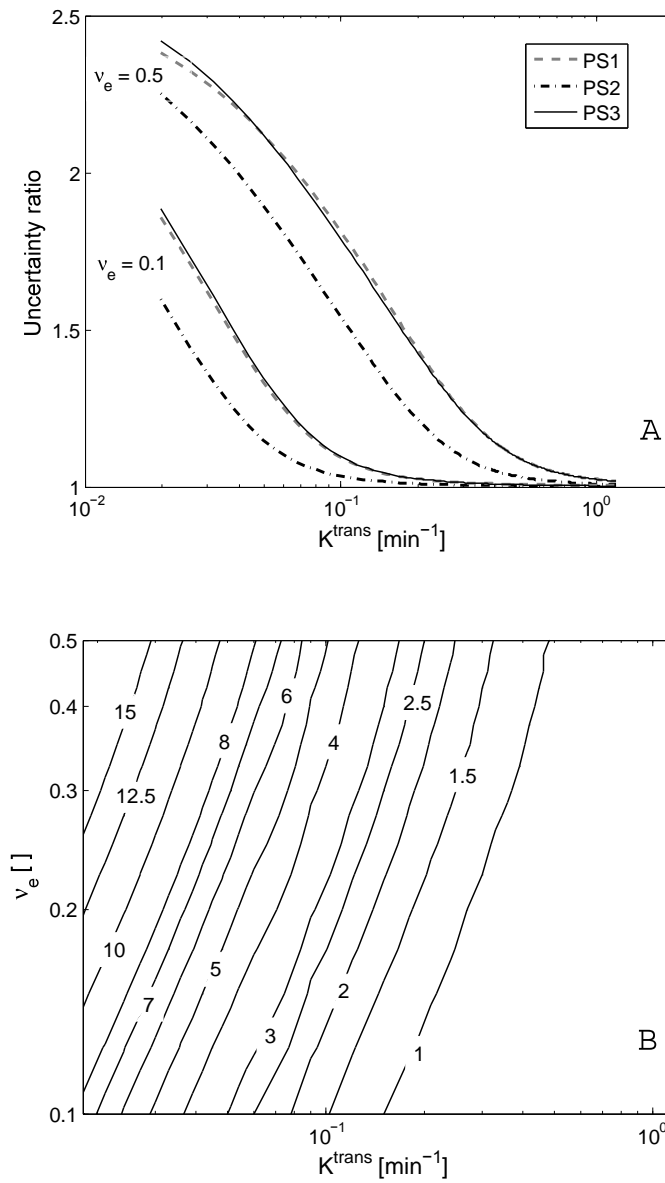 2.5
PS1
PS2
PS3
νe = 0.5
2
Uncertainty ratio
νe = 0.1
1.5
A
1
10−2
10−1
100
Ktrans [min−1]
0.5
6
2.5
0.4
15
8
4
1.5
12.5
0.3
νe [ ]
0.2
10
5
7
2
3
B
1
0.1
10−1
100
Ktrans [min−1]